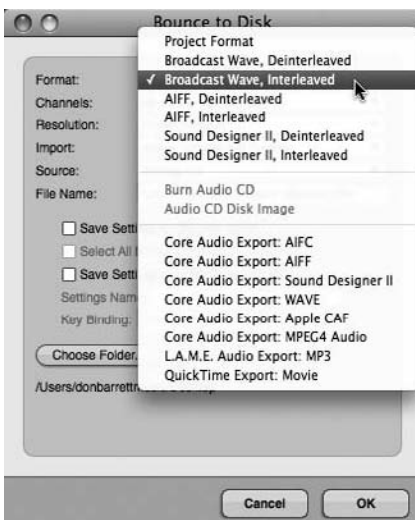 Bounce to Disk
Format:
Channels:
Resolution:
Import:
Source:
File Name:
Project Format
Broadcast Wave, Deinterleaved
✓ Broadcast Wave, Interleaved
AIFF, Deinterleaved
AIFF, Interleaved
Sound Designer II, Deinterleaved
Sound Designer II, Interleaved
Burn Audio CD
Audio CD Disk Image
Core Audio Export: AIFC
Core Audio Export: AIFF
Core Audio Export: Sound Designer II
Core Audio Export: WAVE
Core Audio Export: Apple CAF
Core Audio Export: MPEG4 Audio
L.A.M.E. Audio Export: MP3
QuickTime Export: Movie
Save Setti
Select All
Save Setti
Settings Nam
Key Binding:
Choose Folder.
/Users/donbarrettm
Cancel
OK